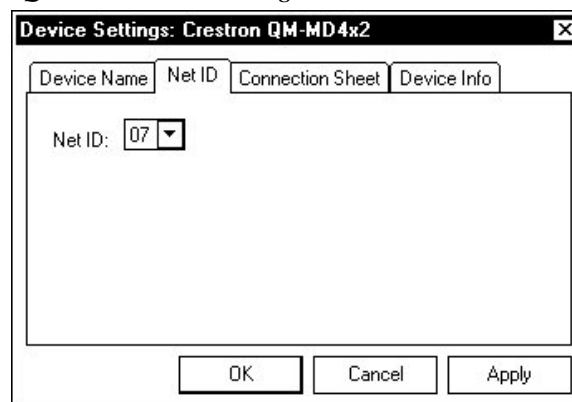 Device Settings: Crestron QM-MD4x2
Device Name Net ID Connection Sheet Device Info
Net ID: 07
OK Cancel Apply